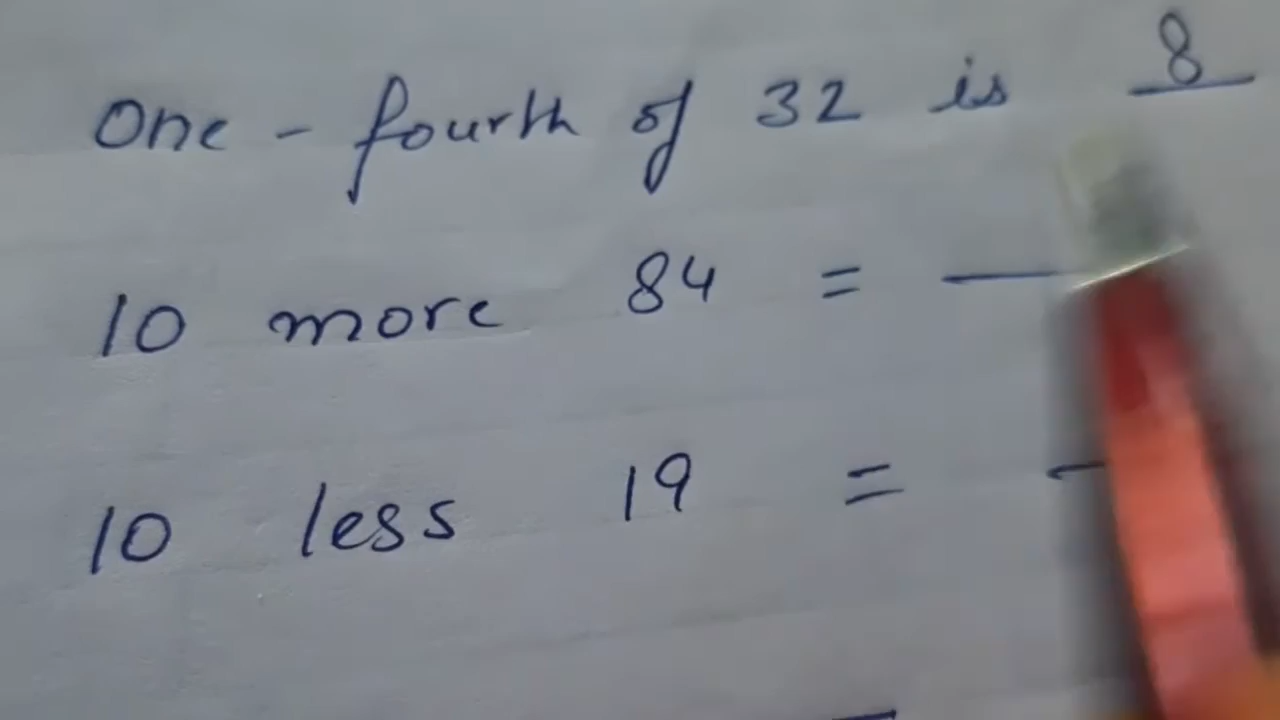 One - fourth of 32 is 8
10 more 84 =
10 less 19 =